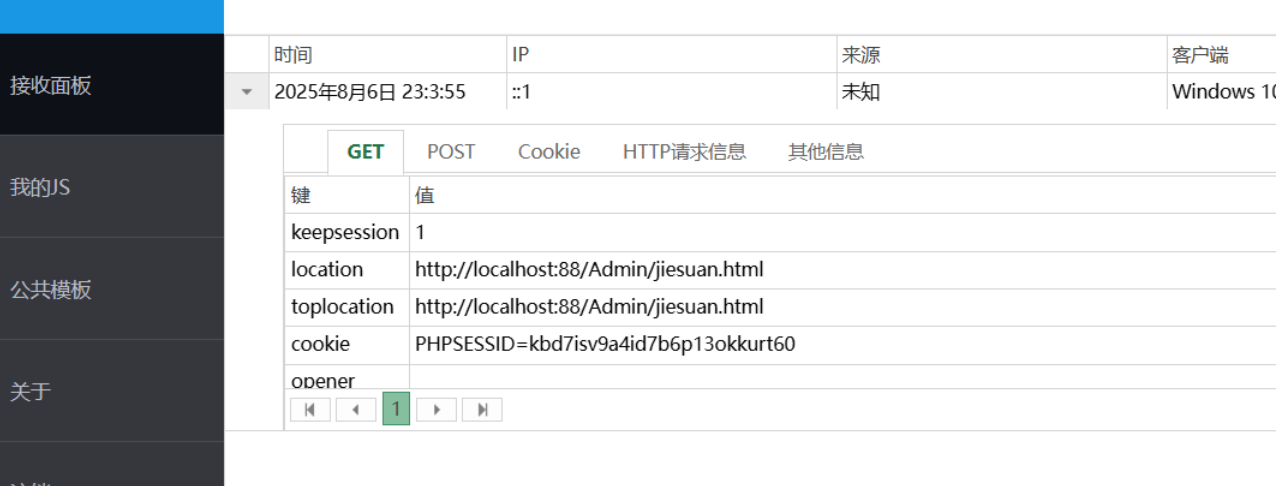 接收面板
我的JS
公共模板
关于
时间 IP 来源 客户端
2025年8月6日 23:3:55 ::1 未知 Windows 10
GET POST Cookie HTTP请求信息 其他信息
键 值
keepsession 1
location http://localhost:88/Admin/jiesuan.html
toplocation http://localhost:88/Admin/jiesuan.html
cookie PHPSESSID=kbd7isv9a4id7b6p13okkurt60
opener
1